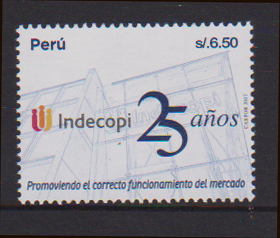 Perú s/.6.50
Indecopi 25 años
Promoviendo el correcto funcionamiento del mercado